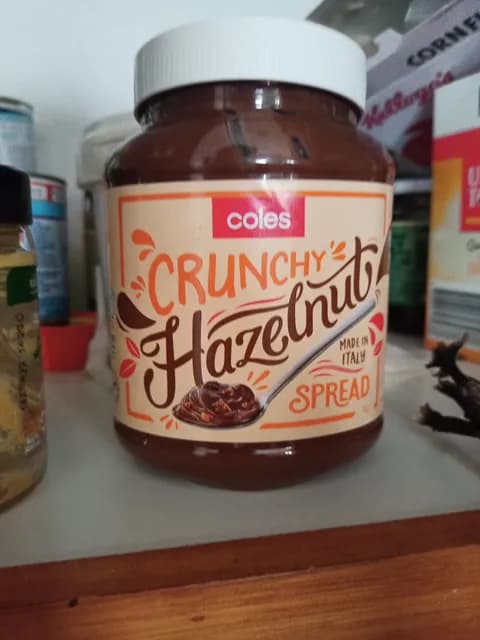 coles
CRUNCHY
Hazelnut
MADE IN
ITALY
SPREAD
CORN F
Kellogg's